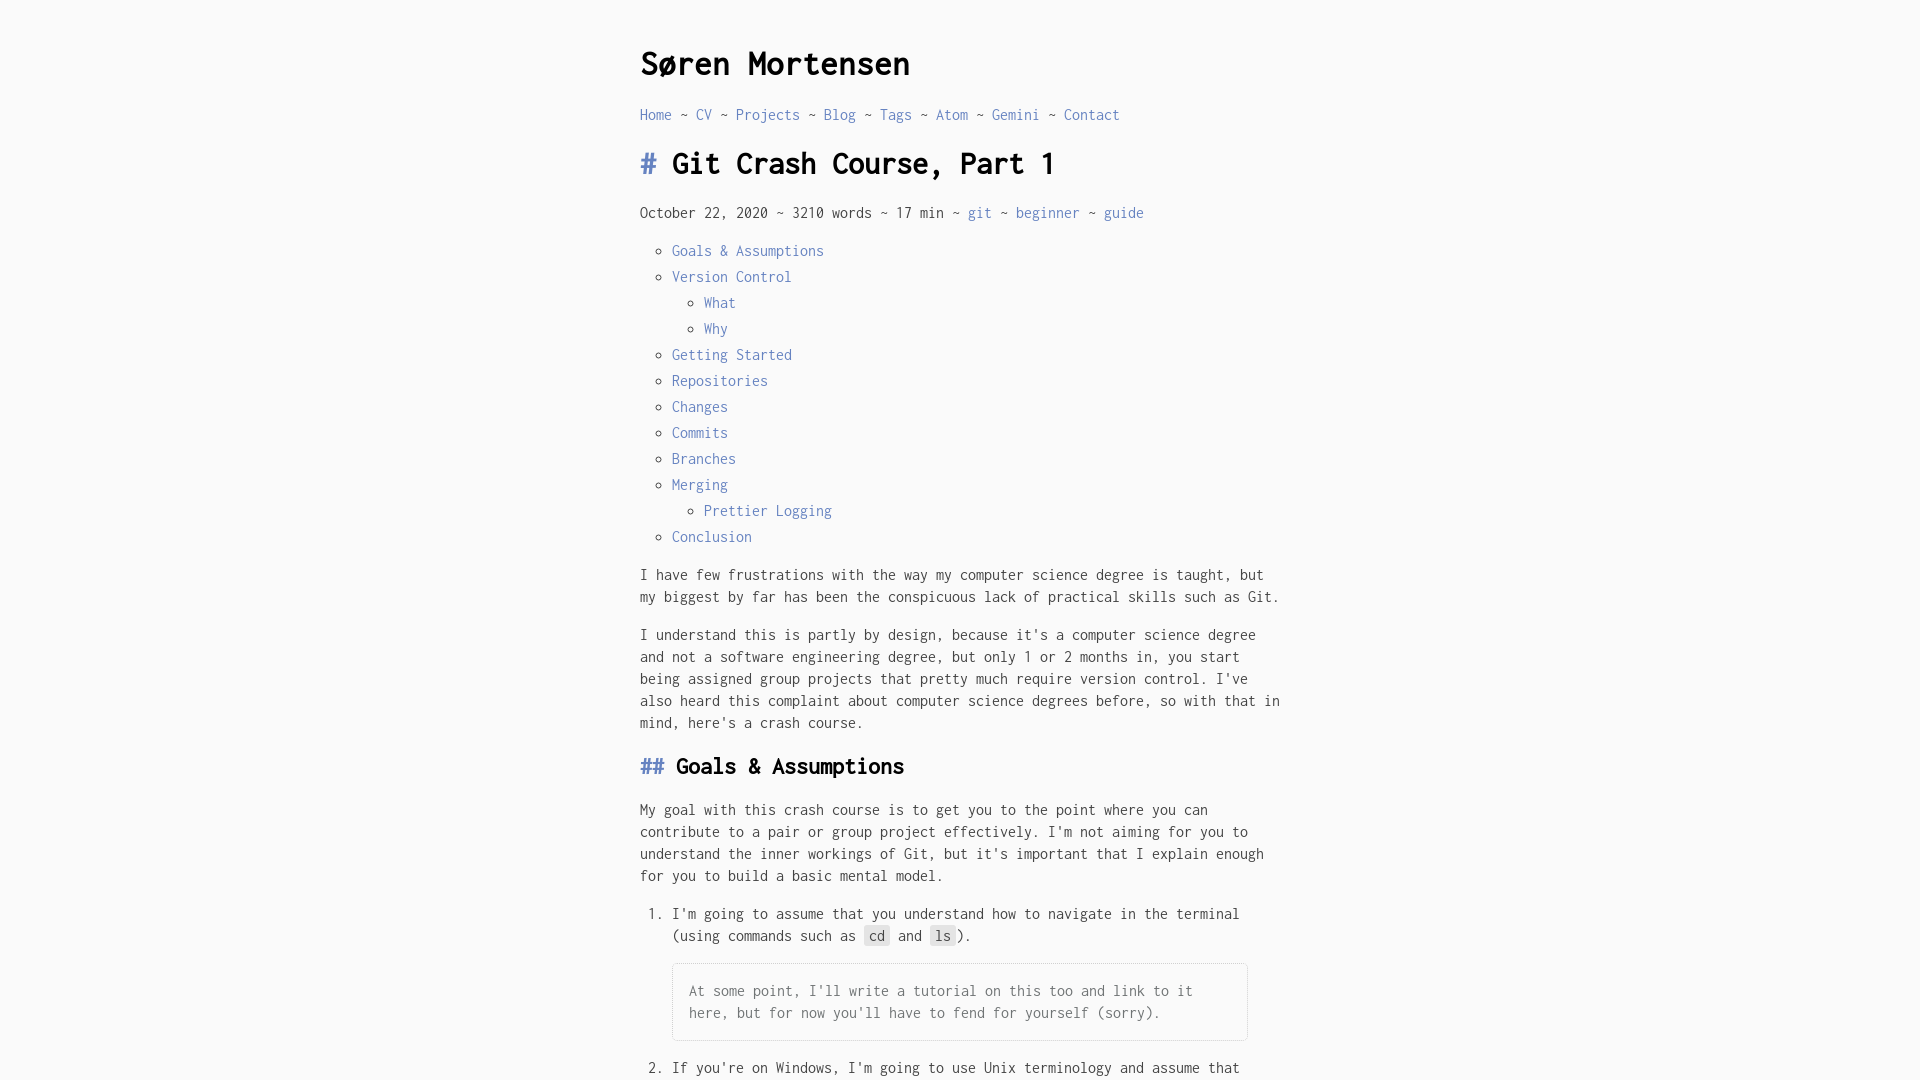 Søren Mortensen
Home ~ CV ~ Projects ~ Blog ~ Tags ~ Atom ~ Gemini ~ Contact
# Git Crash Course, Part 1
October 22, 2020 ~ 3210 words ~ 17 min ~ git ~ beginner ~ guide
Goals & Assumptions
Version Control
What
Why
Getting Started
Repositories
Changes
Commits
Branches
Merging
Prettier Logging
Conclusion
I have few frustrations with the way my computer science degree is taught, but
my biggest by far has been the conspicuous lack of practical skills such as Git.
I understand this is partly by design, because it's a computer science degree
and not a software engineering degree, but only 1 or 2 months in, you start
being assigned group projects that pretty much require version control. I've
also heard this complaint about computer science degrees before, so with that in
mind, here's a crash course.
## Goals & Assumptions
My goal with this crash course is to get you to the point where you can
contribute to a pair or group project effectively. I'm not aiming for you to
understand the inner workings of Git, but it's important that I explain enough
for you to build a basic mental model.
1. I'm going to assume that you understand how to navigate in the terminal
(using commands such as cd and ls).
At some point, I'll write a tutorial on this too and link to it
here, but for now you'll have to fend for yourself (sorry).
2. If you're on Windows, I'm going to use Unix terminology and assume that